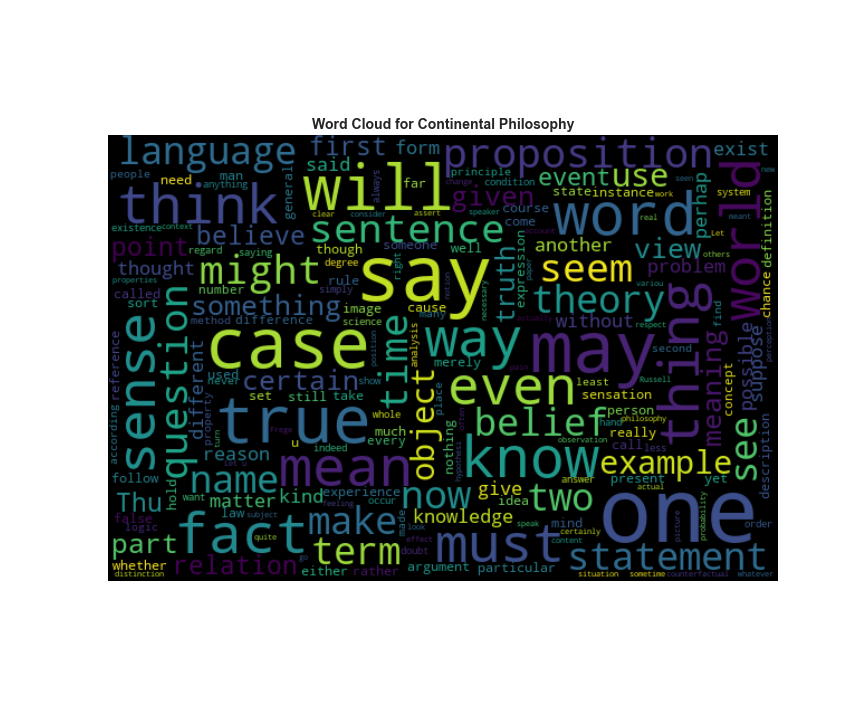 Word Cloud for Continental Philosophy
language first form proposition exist
people need man anything general said will always far principle condition event use seen system new
think given state instance work perhap world
existence context clear consider assert speaker course word real Let
point believe sentence come meant definition
regard saying though someone well expression another view others
thought degree might right say truth seem problem
properties called number rule simply necessary paper variou chance
sort something image cause many theory find
method difference science position way without respect possible suppose
sense question different case time analysis merely may thing second meaning
reference used never certain show even least Russell concept
according property set still take whole object place sensation person
true Frege much belief hand philosophy see description
turn u every nothing often observation really call less
reason indeed know example
follow let u mean hypothesis answer present yet
name want matter kind experience now give idea two actual
hold feeling occur one
Thu law knowledge mind picture probability order
false logic fact make made look speak certainly
part quite term doubt effect must content statement
whether relation either rather argument particular
distinction situation sometime counterfactual whatever